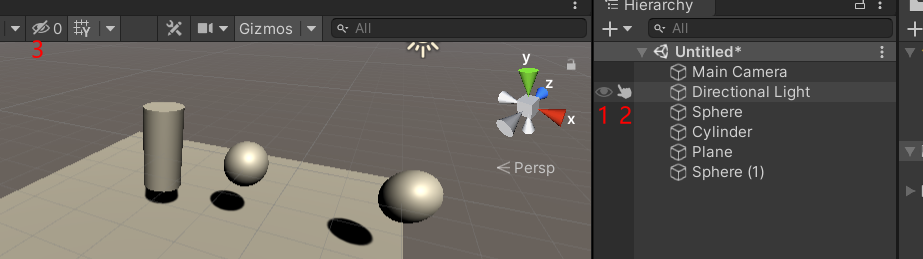 Hierarchy
0 Gizmos All
All
3
Untitled*
y
z
x
Persp
Main Camera
Directional Light
1 2
Sphere
Cylinder
Plane
Sphere (1)